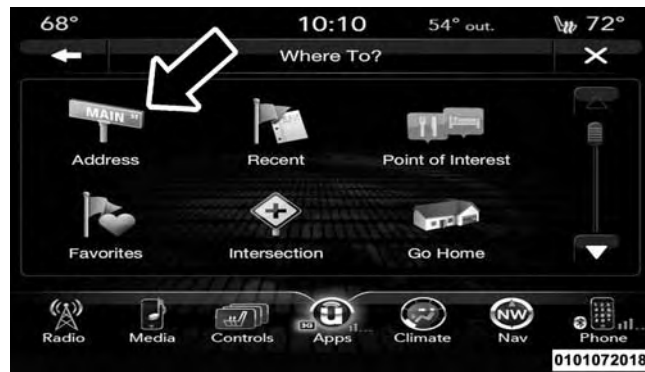 68° 10:10 54° out. 72°
Where To?
MAIN
Address Recent Point of Interest
Favorites Intersection Go Home
3G NW
Radio Media Controls Apps Climate Nav Phone
0101072018